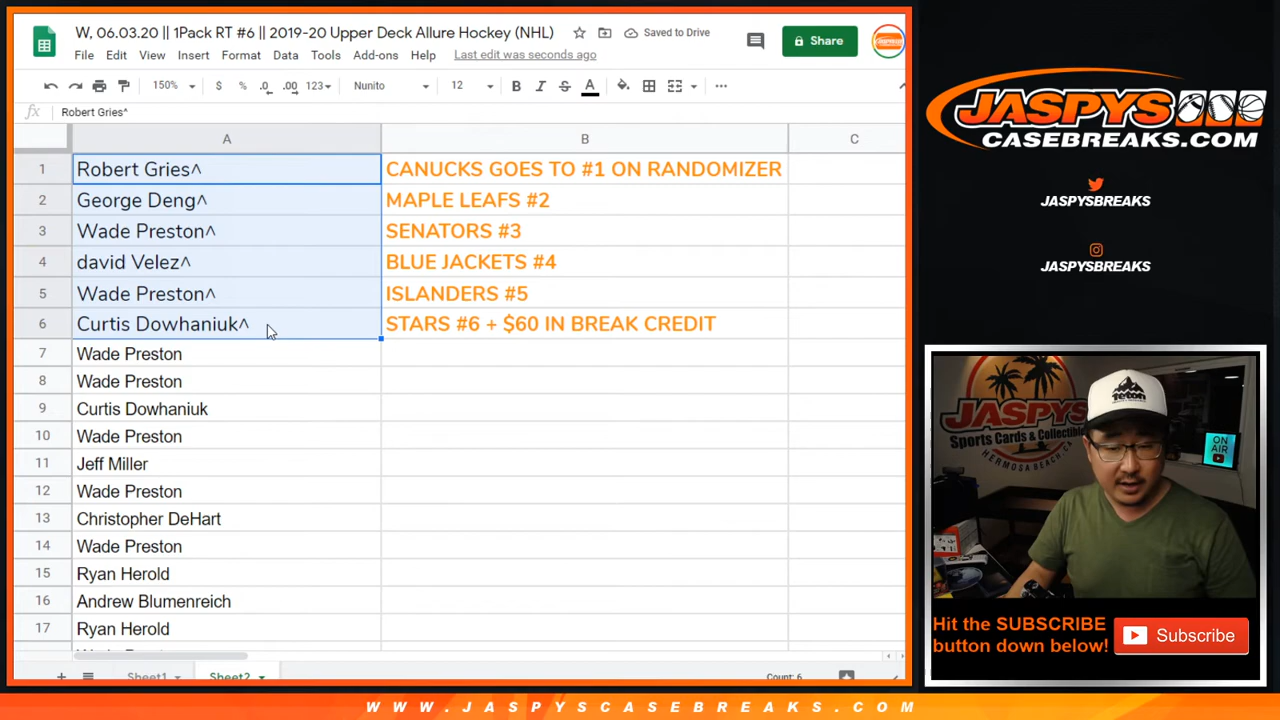 W, 06.03.20 || 1Pack RT #6 || 2019-20 Upper Deck Allure Hockey (NHL)
Saved to Drive
Share
File Edit View Insert Format Data Tools Add-ons Help Last edit was seconds ago
150% $ % .0 .00 123 Nunito 12 B I S A
fx Robert Gries^
A B C
1 Robert Gries^ CANUCKS GOES TO #1 ON RANDOMIZER
2 George Deng^ MAPLE LEAFS #2
3 Wade Preston^ SENATORS #3
4 david Velez^ BLUE JACKETS #4
5 Wade Preston^ ISLANDERS #5
6 Curtis Dowhaniuk^ STARS #6 + $60 IN BREAK CREDIT
7 Wade Preston
8 Wade Preston
9 Curtis Dowhaniuk
10 Wade Preston
11 Jeff Miller
12 Wade Preston
13 Christopher DeHart
14 Wade Preston
15 Ryan Herold
16 Andrew Blumenreich
17 Ryan Herold
Sheet1 Sheet2 Count: 6
JASPYS
CASEBREAKS.COM
JASPYSBREAKS
JASPYSBREAKS
JASPYS
Sports Cards & Collectibles
HERMOSA BEACH, CA
teton
ON AIR
Hit the SUBSCRIBE
button down below!
Subscribe
WWW.JASPYSCASEBREAKS.COM